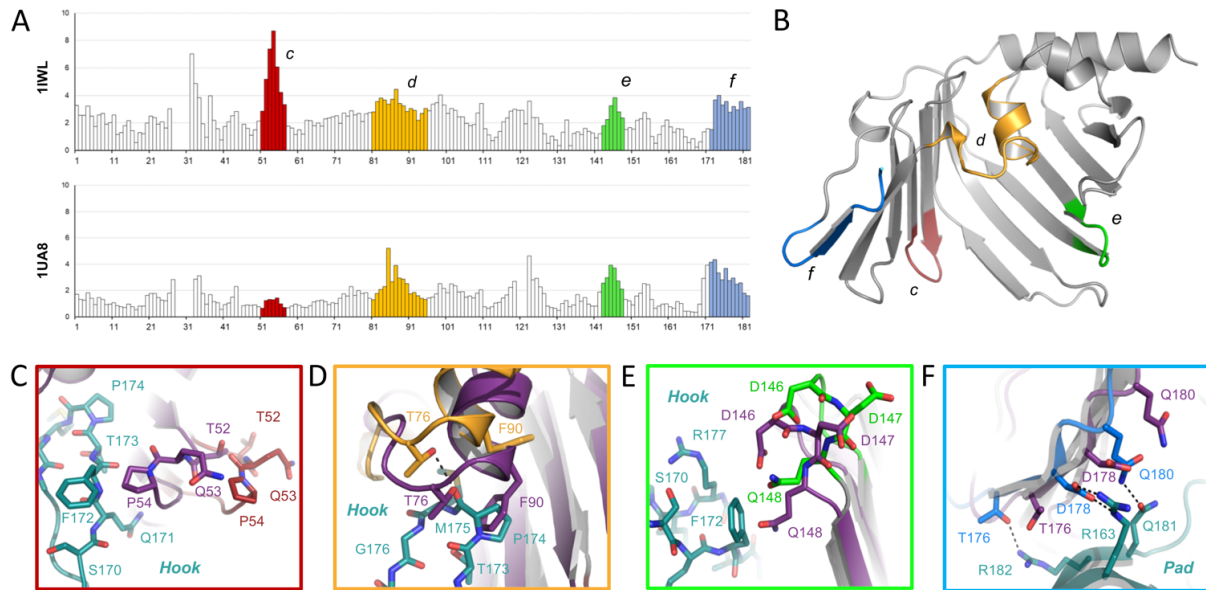 A
B
10
8
6
4
2
0
1IWL
c
d
e
f
1 11 21 31 41 51 61 71 81 91 101 111 121 131 141 151 161 171 181
10
8
6
4
2
0
1UA8
1 11 21 31 41 51 61 71 81 91 101 111 121 131 141 151 161 171 181
d
e
f
c
C
P174
T173
T52
T52
P54
Q53
Q53
P54
F172
Q171
S170
Hook
D
T76
F90
T76
Hook
F90
M175
P174
G176
T173
E
Hook
D146
D146
D147
D147
R177
S170
Q148
F172
Q148
F
Q180
D178
Q180
D178
T176
T176
Q181
R163
R182
Pad